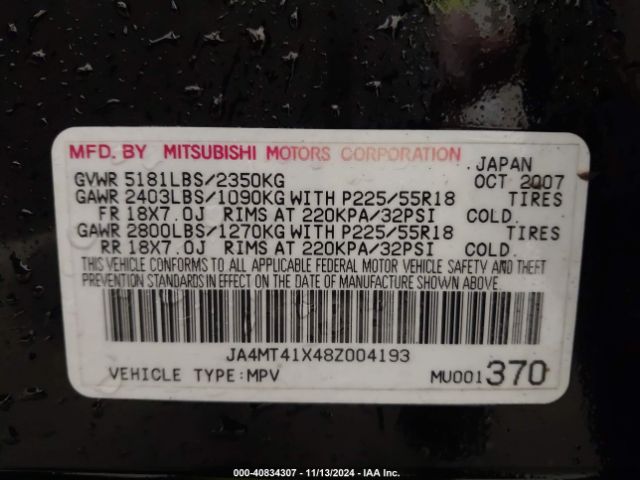 MFD. BY MITSUBISHI MOTORS CORPORATION
JAPAN
GVWR 5181LBS/2350KG OCT 2007
GAWR 2403LBS/1090KG WITH P225/55R18 TIRES
FR 18X7.0J RIMS AT 220KPA/32PSI COLD.
GAWR 2800LBS/1270KG WITH P225/55R18 TIRES
RR 18X7.0J RIMS AT 220KPA/32PSI COLD.
THIS VEHICLE CONFORMS TO ALL APPLICABLE FEDERAL MOTOR VEHICLE SAFETY AND THEFT
PREVENTION STANDARDS IN EFFECT ON THE DATE OF MANUFACTURE SHOWN ABOVE.
JA4MT41X48Z004193
VEHICLE TYPE:MPV MU001370
000-40834307 - 11/13/2024 - IAA Inc.